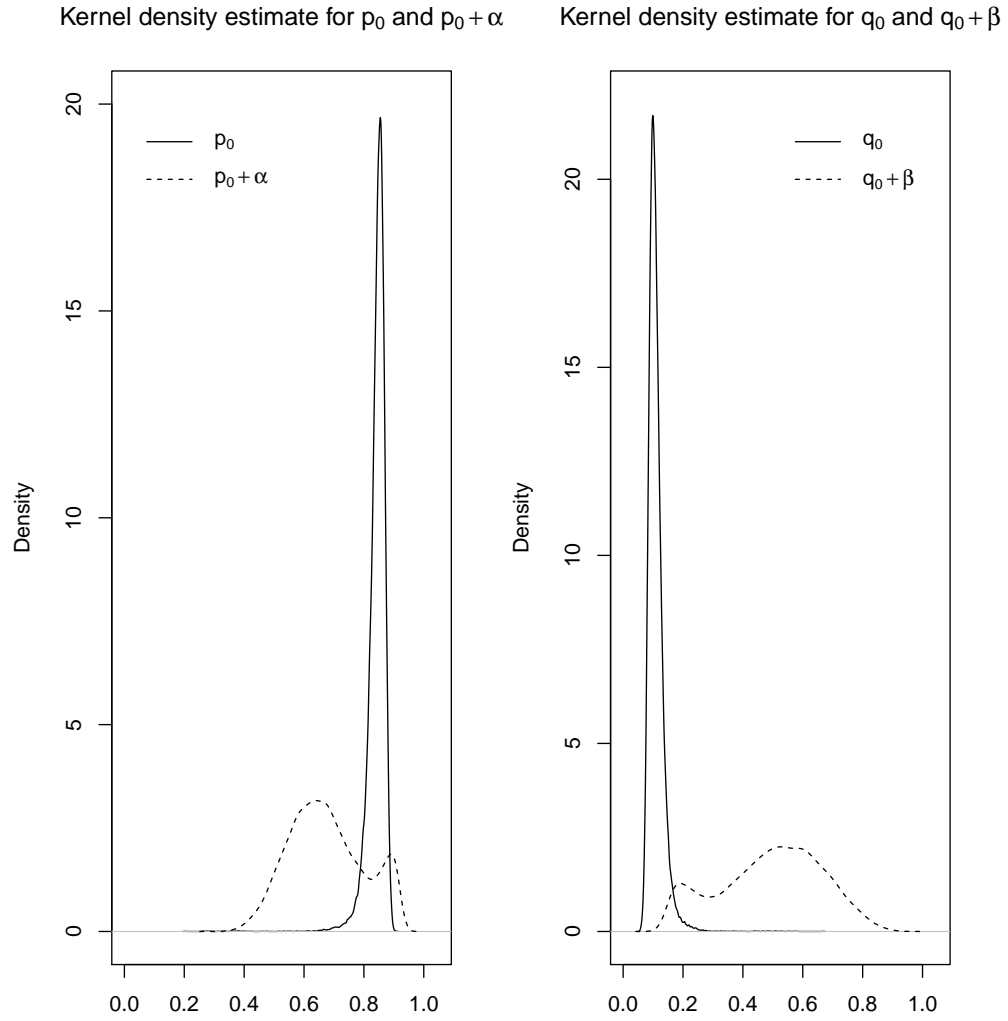 Kernel density estimate for p₀ and p₀ + α
20
15
10
5
0
Density
p₀
p₀ + α
0.0 0.2 0.4 0.6 0.8 1.0
Kernel density estimate for q₀ and q₀ + β
20
15
10
5
0
Density
q₀
q₀ + β
0.0 0.2 0.4 0.6 0.8 1.0